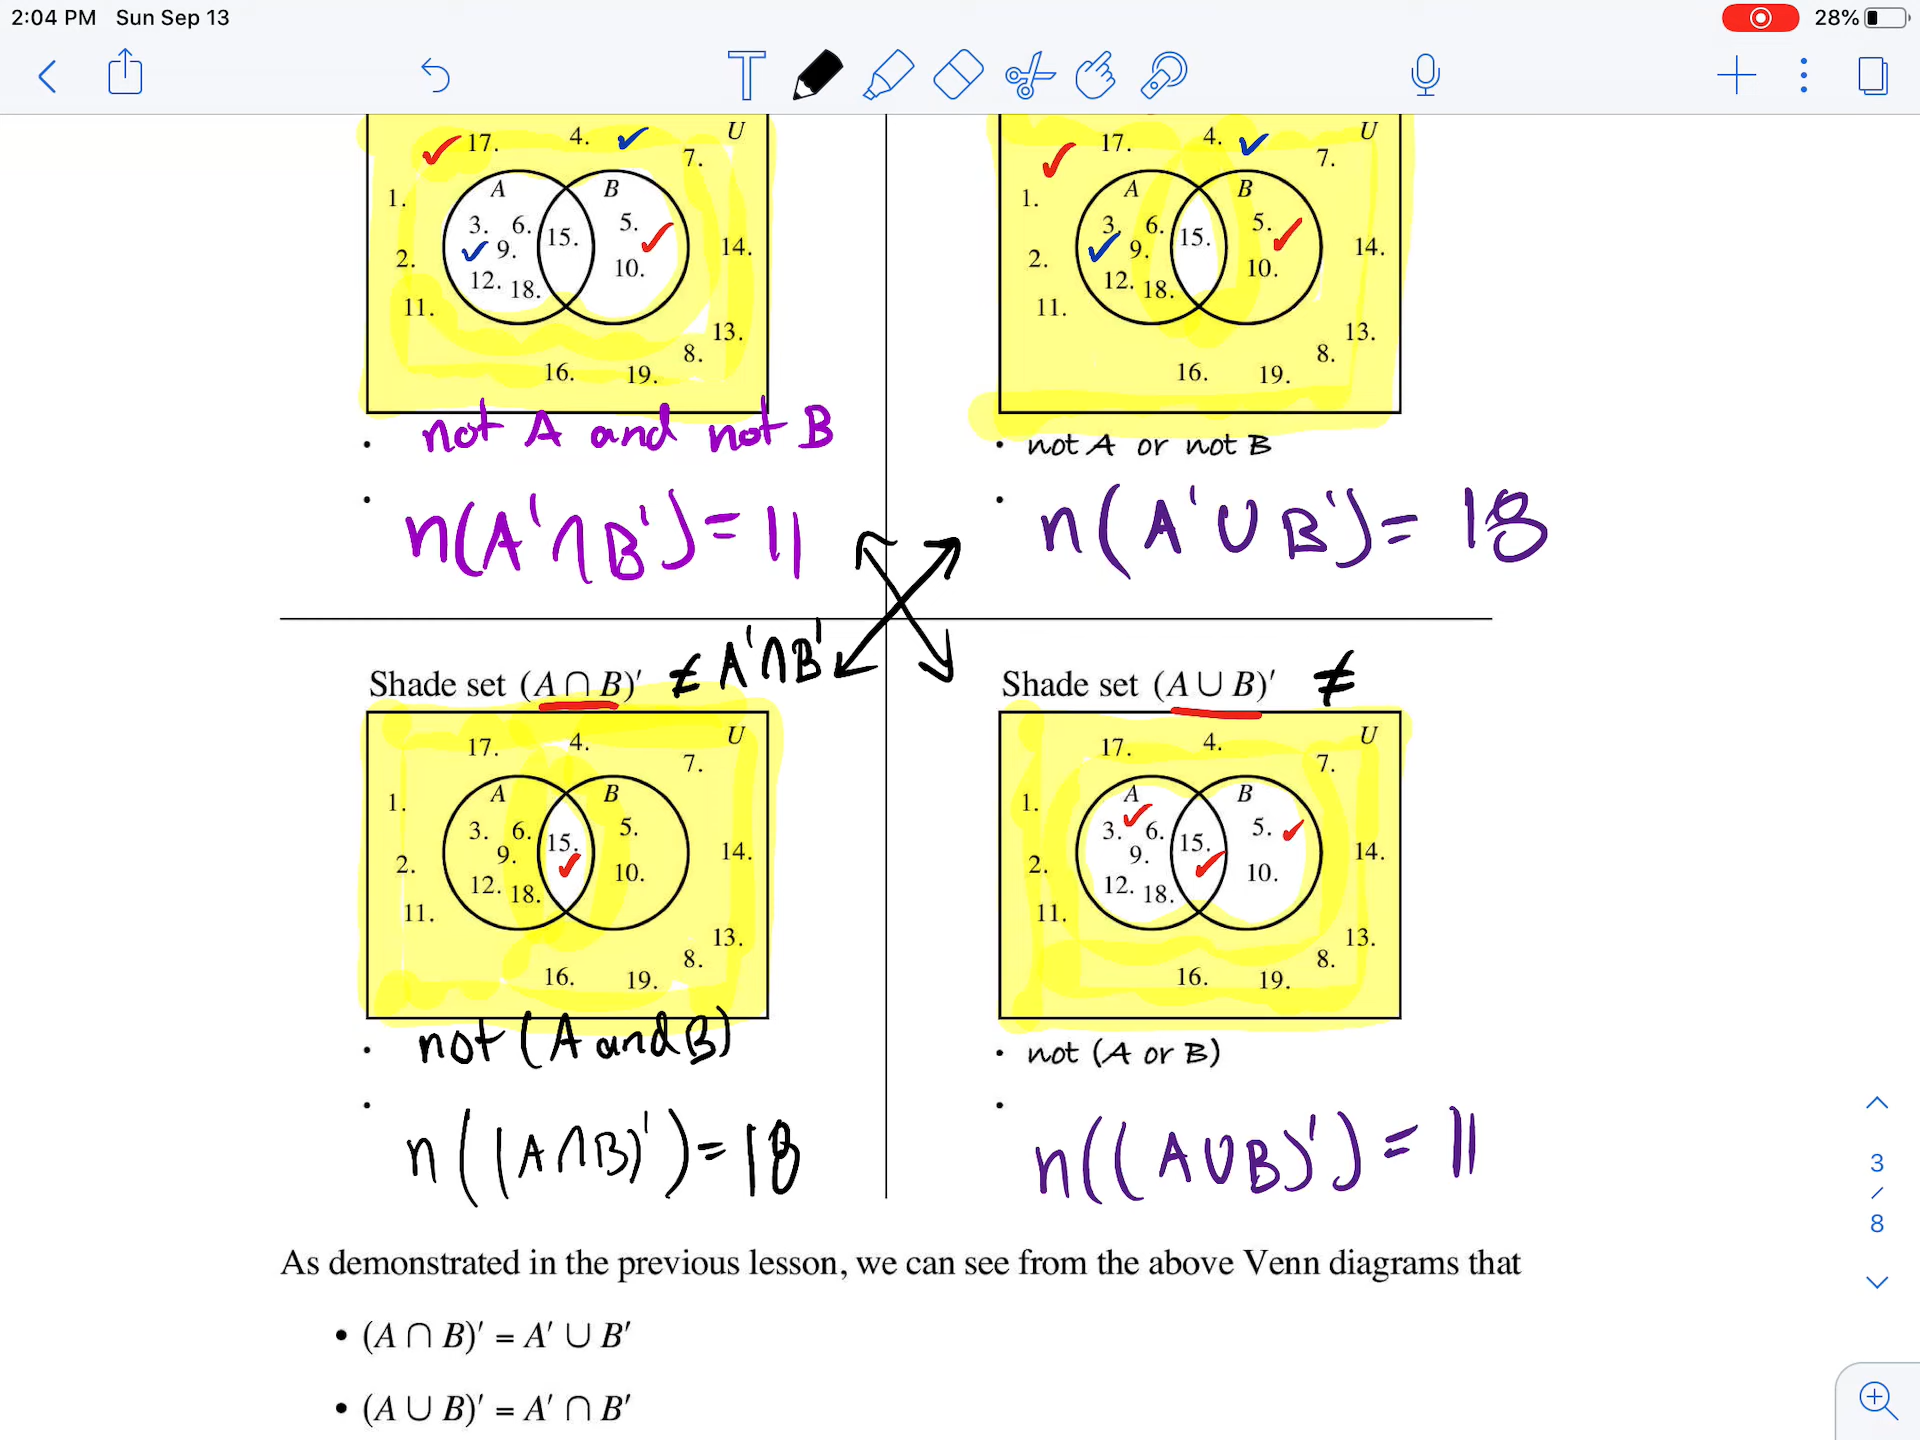 2:04 PM Sun Sep 13
28%
T
17. 4. U
7.
1. A B
3. 6. 5.
15.
2. 9. 14.
12. 18. 10.
11.
13.
8.
16. 19.
• not A and not B
• n(A'∩B')=11
17. 4. U
7.
1. A B
3. 6. 5.
15.
2. 9. 14.
12. 18. 10.
11.
13.
8.
16. 19.
• not A or not B
• n(A'∪B')= 18
Shade set (A ∩ B)′ ≠ A'∩B'
17. 4. U
7.
1. A B
3. 6. 5.
15.
2. 9. 14.
12. 18. 10.
11.
13.
8.
16. 19.
• not (A and B)
• n((A∩B)')=18
Shade set (A ∪ B)′ ≠
17. 4. U
7.
1. A B
3. 6. 5.
15.
2. 9. 14.
12. 18. 10.
11.
13.
8.
16. 19.
• not (A or B)
• n((A∪B)')= 11
As demonstrated in the previous lesson, we can see from the above Venn diagrams that
• (A ∩ B)′ = A′ ∪ B′
• (A ∪ B)′ = A′ ∩ B′
3
/
8